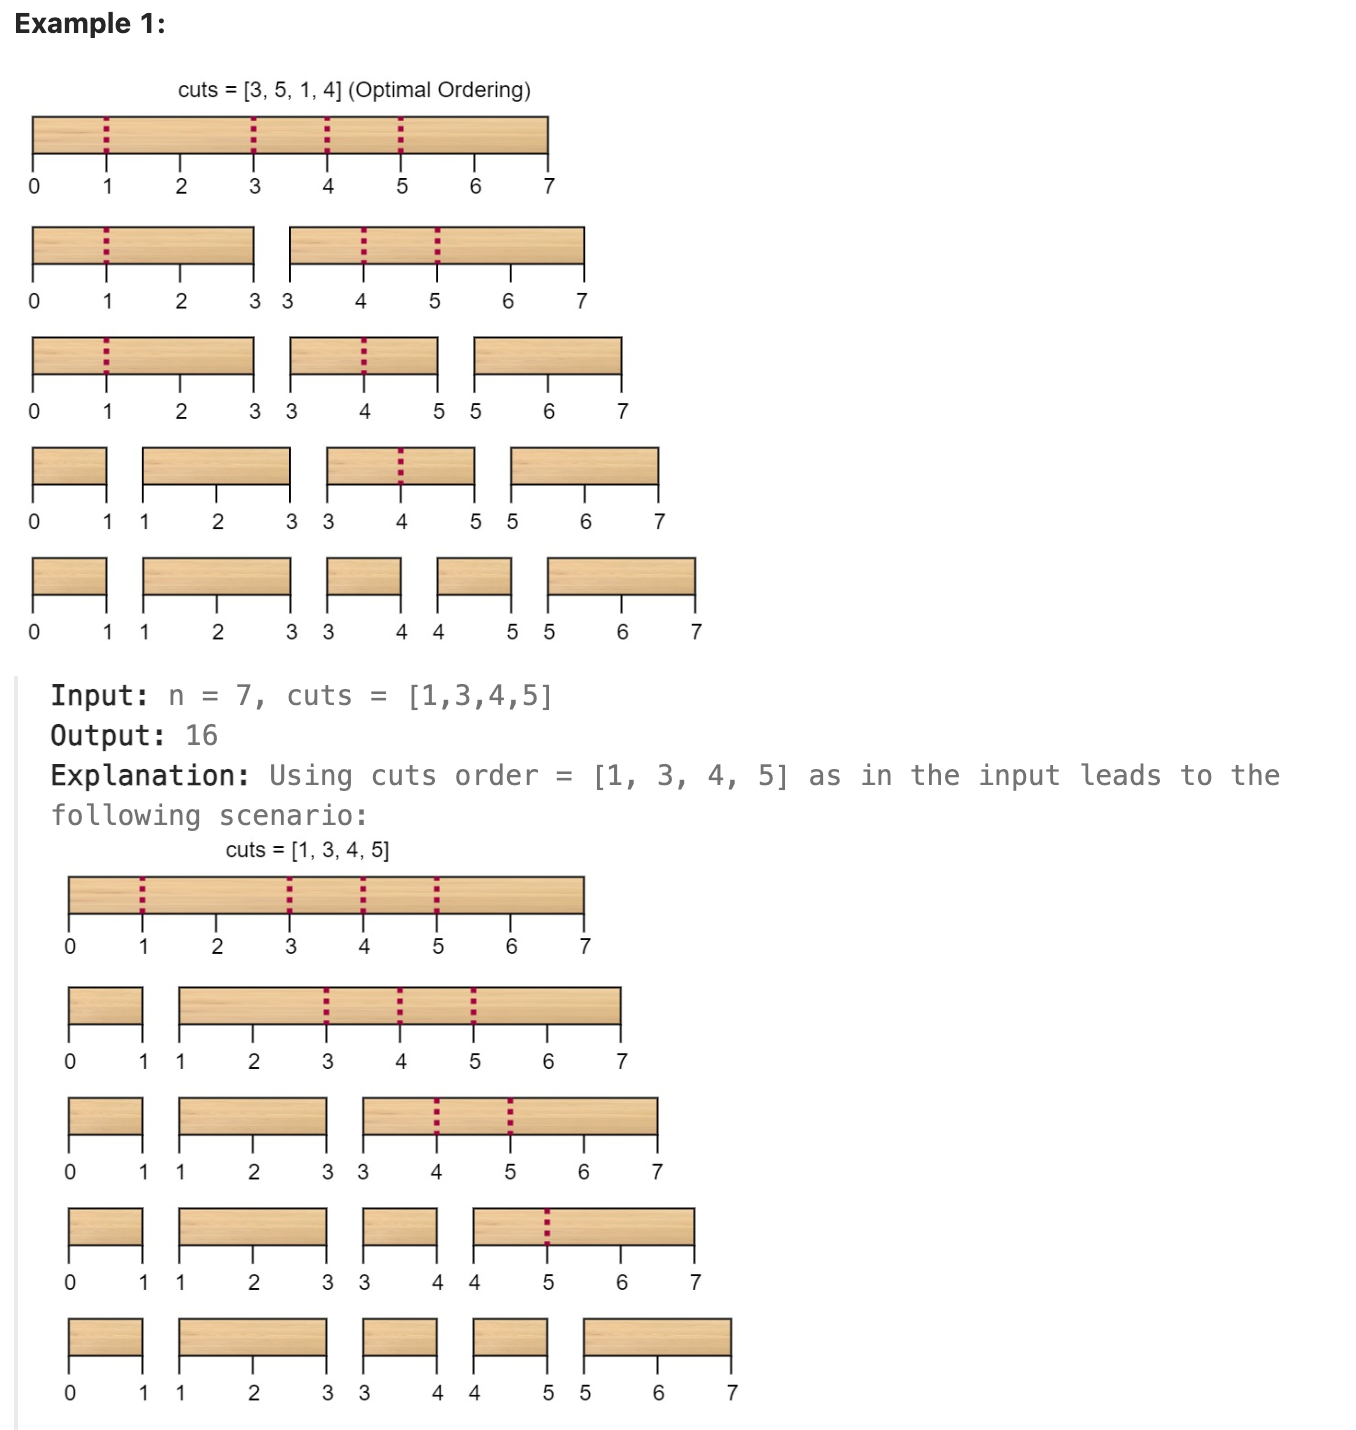 Example 1:
cuts = [3, 5, 1, 4] (Optimal Ordering)
0 1 2 3 4 5 6 7
0 1 2 3 3 4 5 6 7
0 1 2 3 3 4 5 5 6 7
0 1 1 2 3 3 4 5 5 6 7
0 1 1 2 3 3 4 4 5 5 6 7
Input: n = 7, cuts = [1,3,4,5]
Output: 16
Explanation: Using cuts order = [1, 3, 4, 5] as in the input leads to the
following scenario:
cuts = [1, 3, 4, 5]
0 1 2 3 4 5 6 7
0 1 1 2 3 4 5 6 7
0 1 1 2 3 3 4 5 6 7
0 1 1 2 3 3 4 4 5 6 7
0 1 1 2 3 3 4 4 5 5 6 7